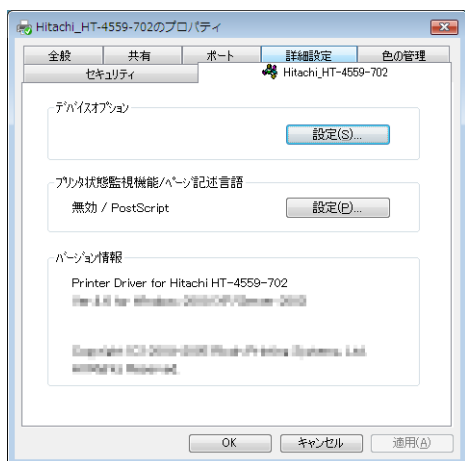 Hitachi_HT-4559-702のプロパティ
全般 共有 ポート 詳細設定 色の管理
セキュリティ Hitachi_HT-4559-702
デバイスオプション
設定(S)...
プリンタ状態監視機能/ページ記述言語
無効 / PostScript 設定(P)...
バージョン情報
Printer Driver for Hitachi HT-4559-702
OK キャンセル 適用(A)